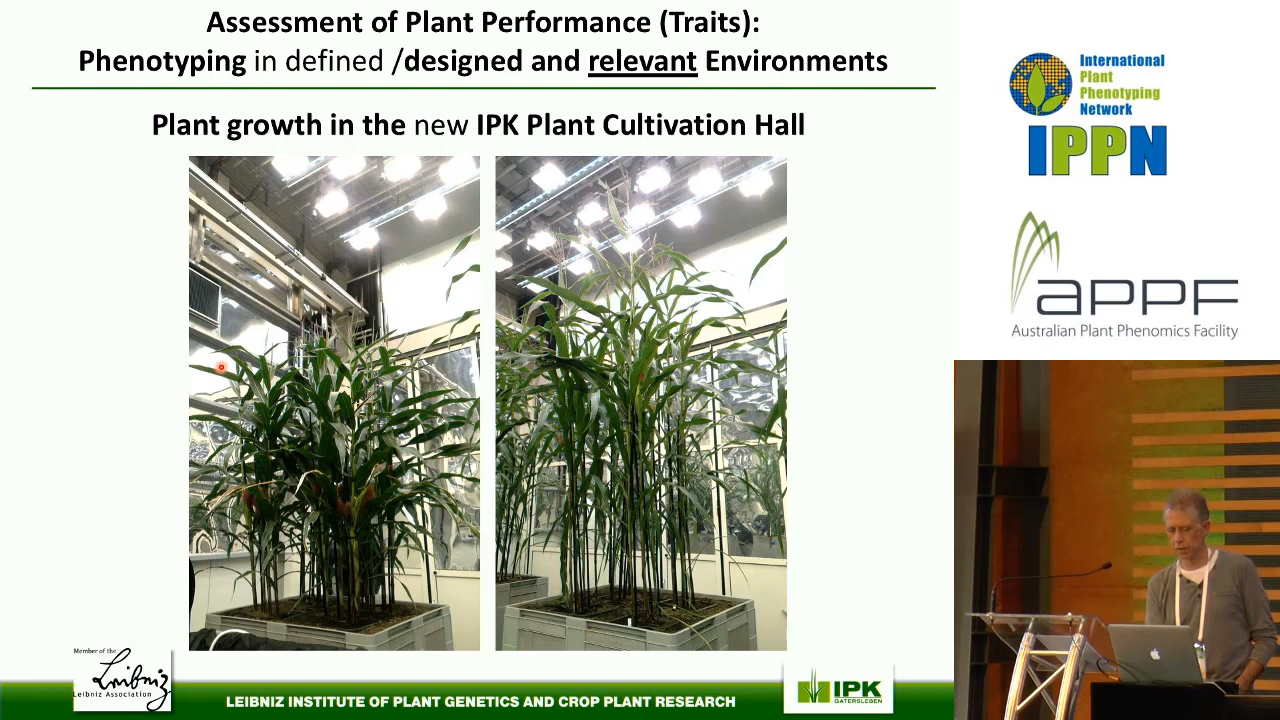 Assessment of Plant Performance (Traits):
Phenotyping in defined /designed and relevant Environments
Plant growth in the new IPK Plant Cultivation Hall
International
Plant
Phenotyping
Network
IPPN
aPPF
Australian Plant Phenomics Facility
Member of the
Leibniz
Leibniz Association
LEIBNIZ INSTITUTE OF PLANT GENETICS AND CROP PLANT RESEARCH
IPK
GATERSLEBEN